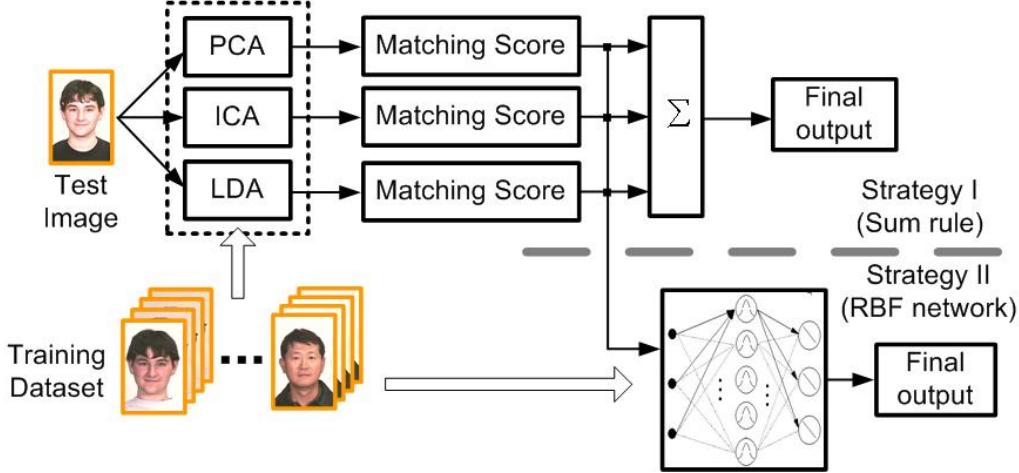 PCA
Matching Score
ICA
Matching Score
Σ
Final
output
LDA
Matching Score
Test
Image
Strategy I
(Sum rule)
Strategy II
(RBF network)
Training
Dataset
Final
output